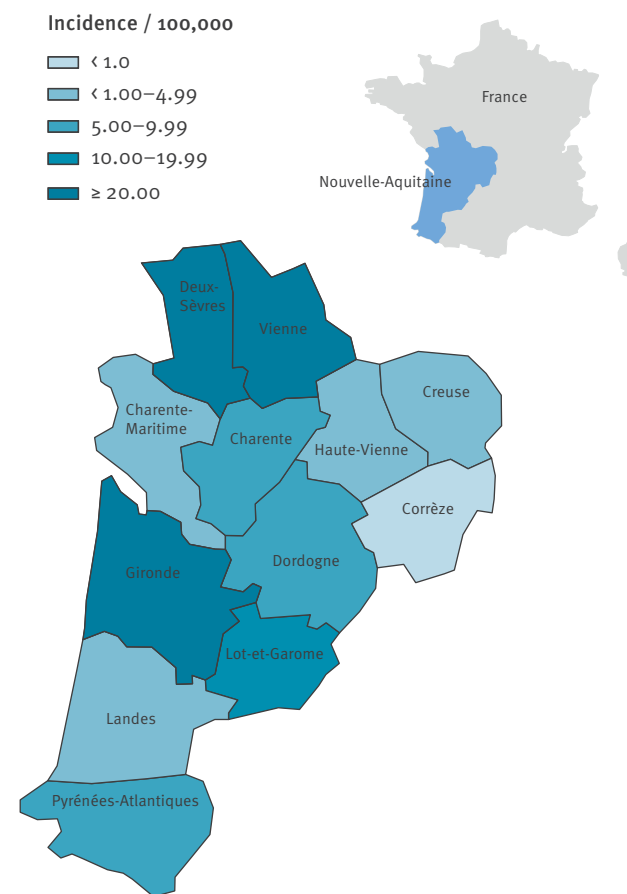 Incidence / 100,000
< 1.0
< 1.00–4.99
5.00–9.99
10.00–19.99
≥ 20.00
France
Nouvelle-Aquitaine
Deux-
Sèvres
Vienne
Charente-
Maritime
Charente
Haute-Vienne
Creuse
Corrèze
Gironde
Dordogne
Lot-et-Garome
Landes
Pyrénées-Atlantiques